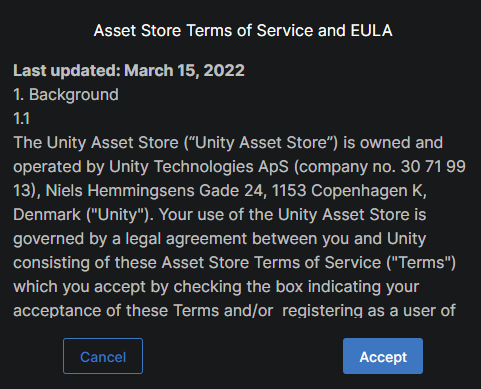 Asset Store Terms of Service and EULA
Last updated: March 15, 2022
1. Background
1.1
The Unity Asset Store (“Unity Asset Store”) is owned and
operated by Unity Technologies ApS (company no. 30 71 99
13), Niels Hemmingsens Gade 24, 1153 Copenhagen K,
Denmark ("Unity"). Your use of the Unity Asset Store is
governed by a legal agreement between you and Unity
consisting of these Asset Store Terms of Service ("Terms")
which you accept by checking the box indicating your
acceptance of these Terms and/or  registering as a user of
Cancel
Accept